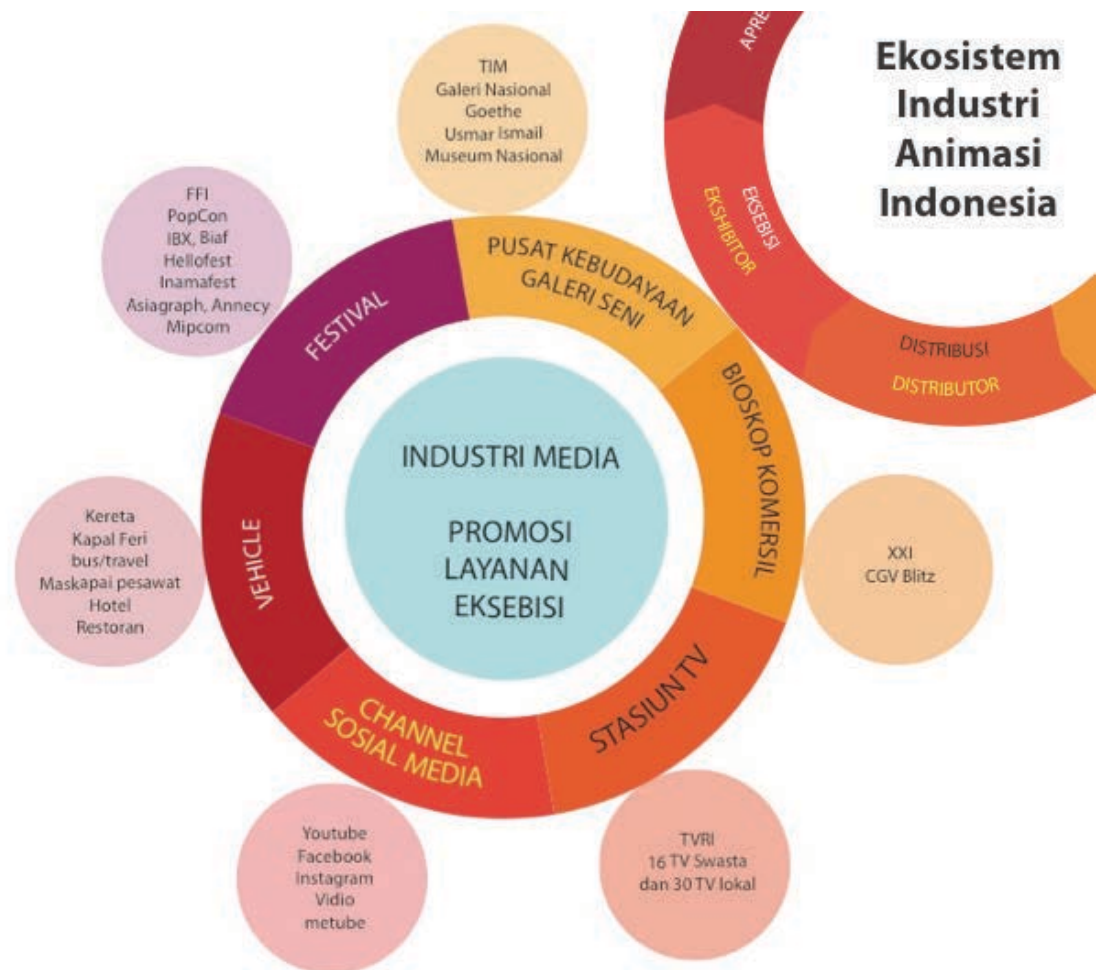 Ekosistem
Industri
Animasi
Indonesia
APRE
EKSEBISI
EKSHIBITOR
DISTRIBUSI
DISTRIBUTOR
TIM
Galeri Nasional
Goethe
Usmar Ismail
Museum Nasional
FFI
PopCon
IBX, Biaf
Hellofest
Inamafest
Asiagraph, Annecy
Mipcom
PUSAT KEBUDAYAAN
GALERI SENI
FESTIVAL
BIOSKOP KOMERSIL
INDUSTRI MEDIA
PROMOSI
LAYANAN
EKSEBISI
VEHICLE
Kereta
Kapal Feri
bus/travel
Maskapai pesawat
Hotel
Restoran
XXI
CGV Blitz
STASIUN TV
CHANNEL
SOSIAL MEDIA
Youtube
Facebook
Instagram
Vidio
metube
TVRI
16 TV Swasta
dan 30 TV lokal